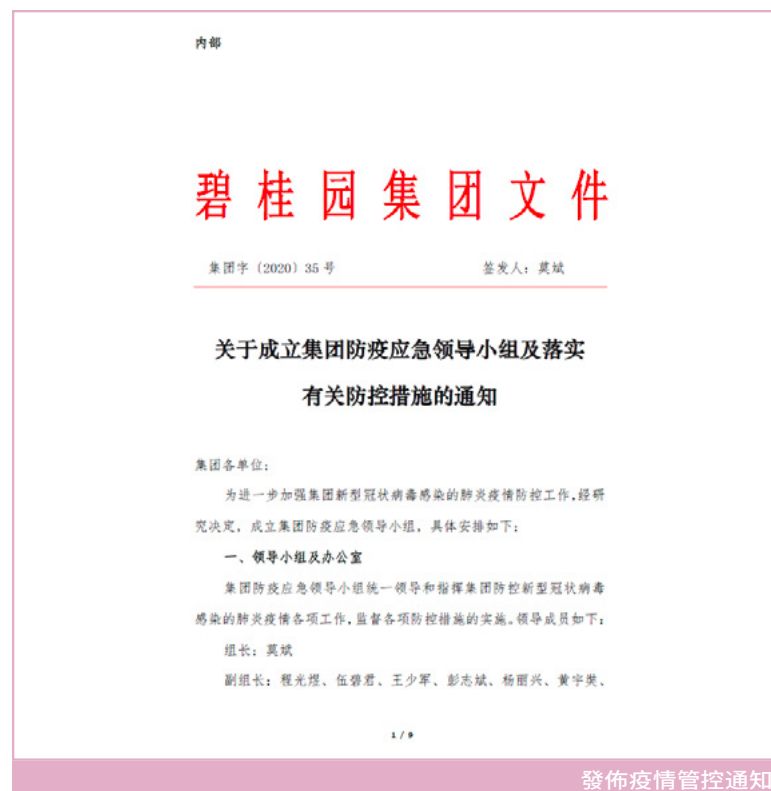 内部
碧桂园集团文件
集团字〔2020〕35号 签发人：莫斌
关于成立集团防疫应急领导小组及落实
有关防控措施的通知
集团各单位：
为进一步加强集团新型冠状病毒感染的肺炎疫情防控工作,经研
究决定，成立集团防疫应急领导小组，具体安排如下：
一、领导小组及办公室
集团防疫应急领导小组统一领导和指挥集团防控新型冠状病毒
感染的肺炎疫情各项工作,监督各项防控措施的实施。领导成员如下：
组长：莫斌
副组长：程光煜、伍碧君、王少军、彭志斌、杨丽兴、黄宇奘、
1 / 9
發佈疫情管控通知